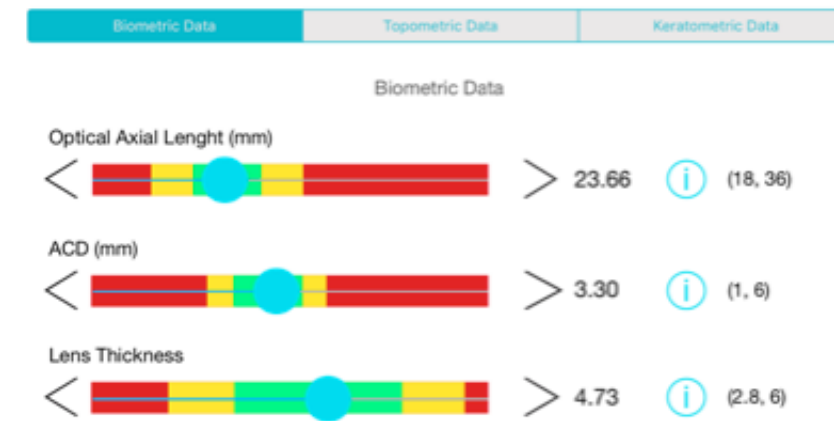 Biometric Data Topometric Data Keratometric Data
Biometric Data
Optical Axial Lenght (mm)
23.66 i (18, 36)
ACD (mm)
3.30 i (1, 6)
Lens Thickness
4.73 i (2.8, 6)